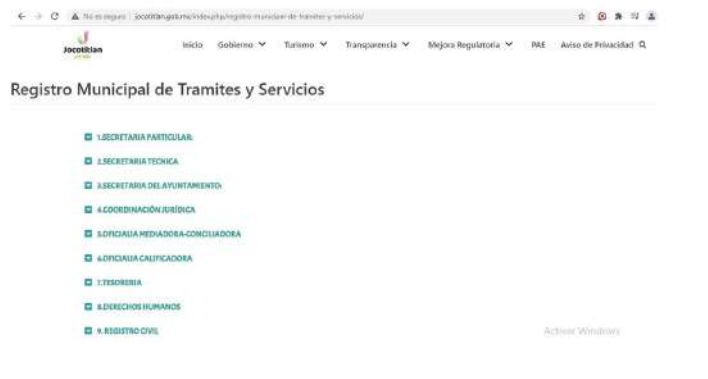 No es seguro | jocotitlan.gob.mx/index.php/registro-municipal-de-tramites-y-servicios/
Jocotitlan
Inicio Gobierno Turismo Transparencia Mejora Regulatoria PAE Aviso de Privacidad
Registro Municipal de Tramites y Servicios
1.SECRETARIA PARTICULAR:
2.SECRETARIA TECNICA
3.SECRETARIA DEL AYUNTAMIENTO:
4.COORDINACIÓN JURÍDICA
5.OFICIALIA MEDIADORA-CONCILIADORA
6.OFICIALIA CALIFICADORA
7.TESORERIA
8.DERECHOS HUMANOS
9. REGISTRO CIVIL
Activar Windows